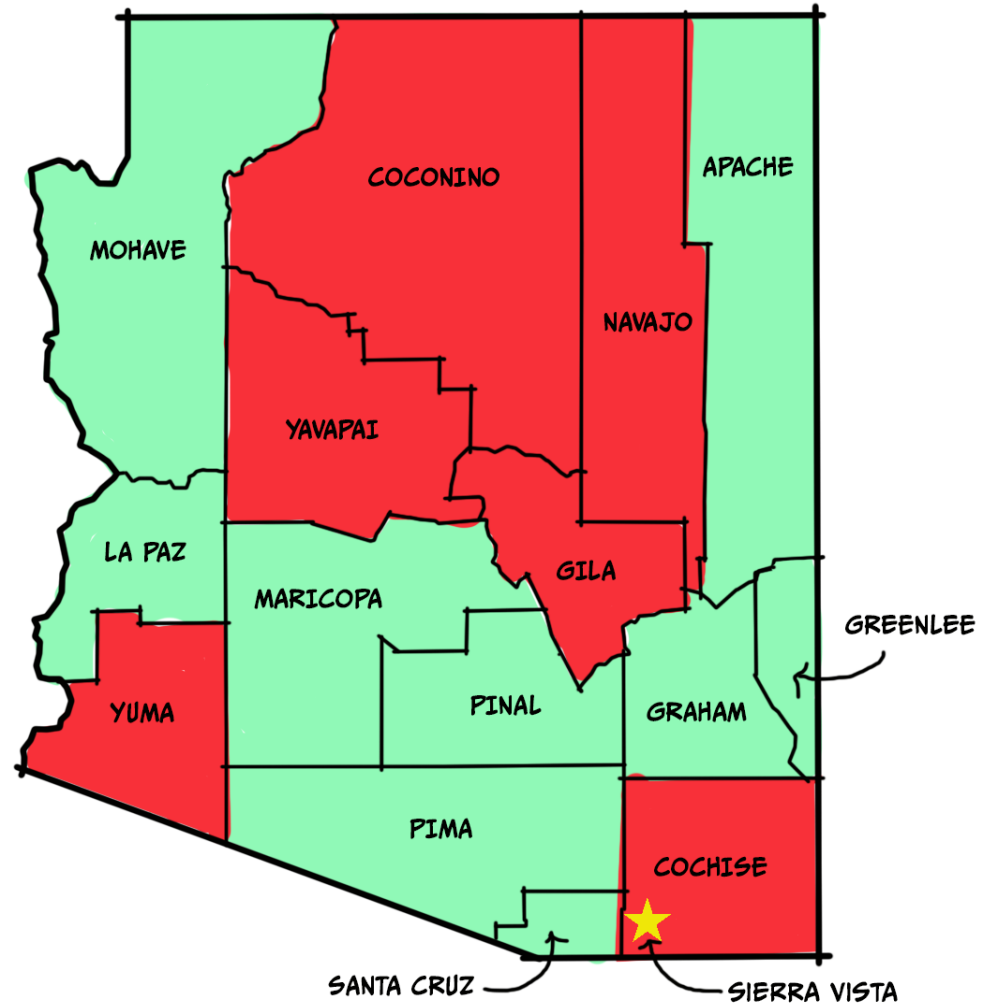 COCONINO
APACHE
MOHAVE
NAVAJO
YAVAPAI
LA PAZ
GILA
MARICOPA
GREENLEE
YUMA
PINAL
GRAHAM
PIMA
COCHISE
SANTA CRUZ
SIERRA VISTA